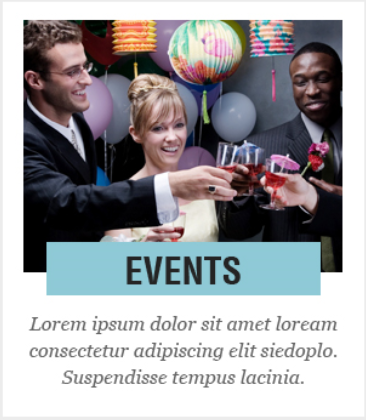 EVENTS
Lorem ipsum dolor sit amet loream
consectetur adipiscing elit siedoplo.
Suspendisse tempus lacinia.